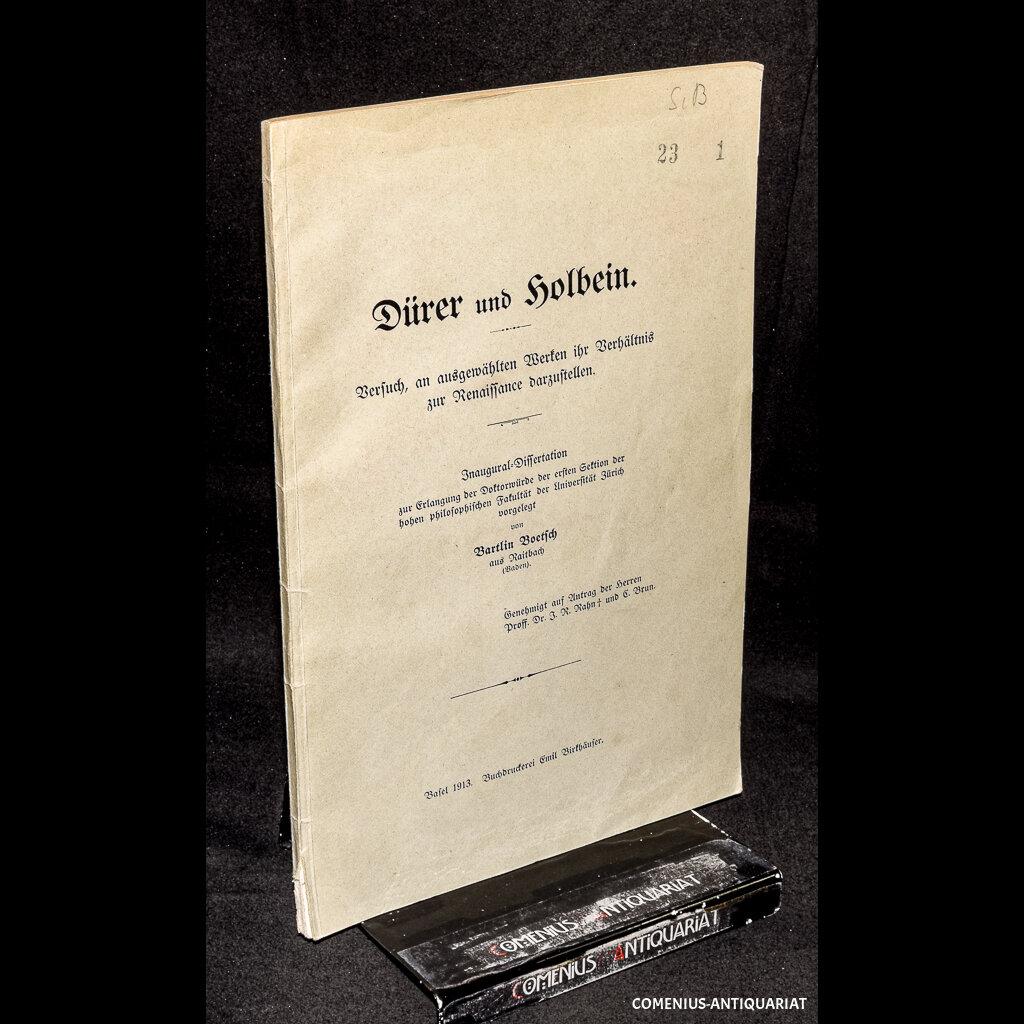 S. B
23 1
Dürer und Holbein.
Versuch, an ausgewählten Werken ihr Verhältnis
zur Renaissance darzustellen.
Inaugural-Dissertation
zur Erlangung der Doktorwürde der ersten Sektion der
hohen philosophischen Fakultät der Universität Zürich
vorgelegt
von
Bartlin Boetsch
aus Raitbach
(Baden).
Genehmigt auf Antrag der Herren
Proff. Dr. J. R. Rahn † und C. Brun.
Basel 1913. Buchdruckerei Emil Birkhäuser.
COMENIUS ANTIQUARIAT
COMENIUS ANTIQUARIAT
COMENIUS-ANTIQUARIAT